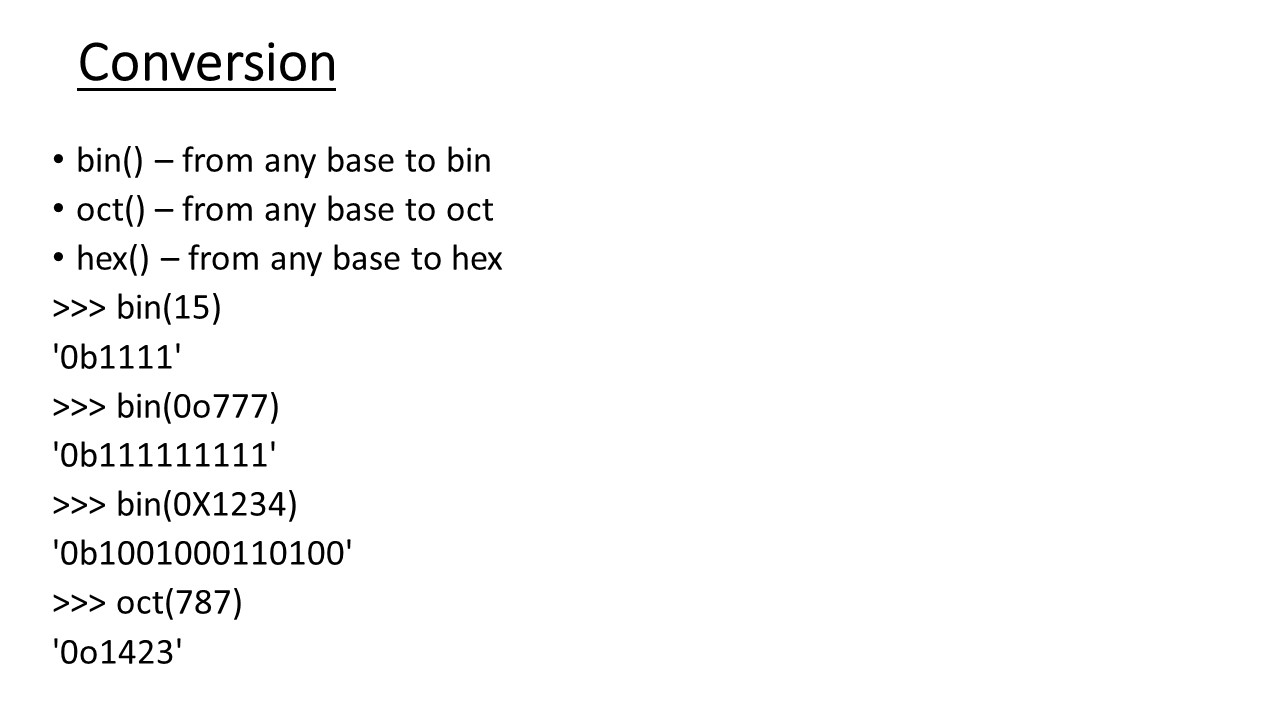 Conversion
• bin() – from any base to bin
• oct() – from any base to oct
• hex() – from any base to hex
>>> bin(15)
'0b1111'
>>> bin(0o777)
'0b111111111'
>>> bin(0X1234)
'0b1001000110100'
>>> oct(787)
'0o1423'